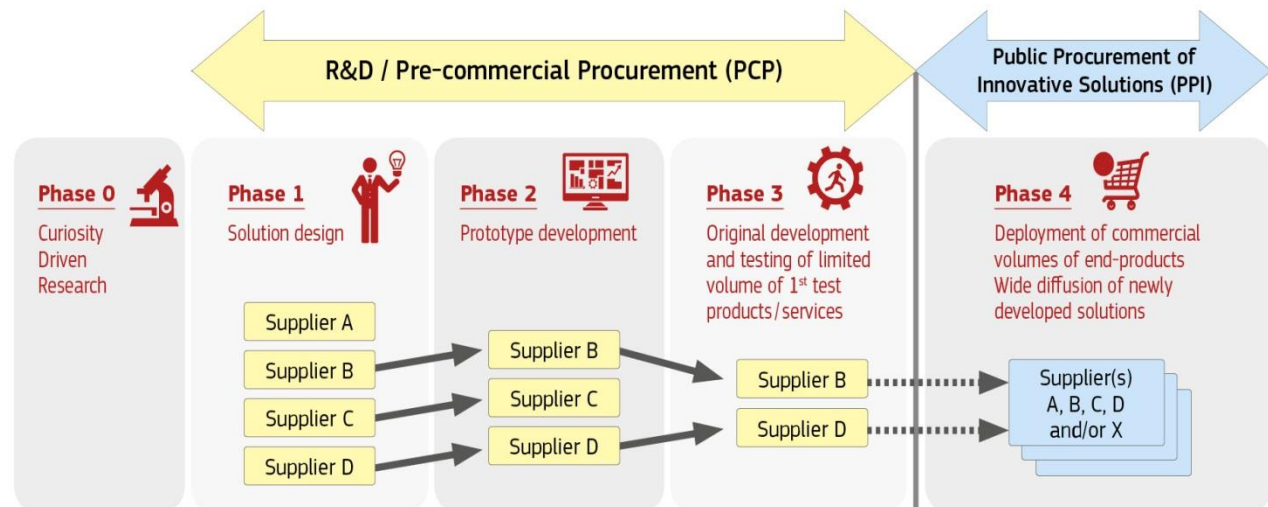 R&D / Pre-commercial Procurement (PCP)
Public Procurement of
Innovative Solutions (PPI)
Phase 0
Curiosity
Driven
Research
Phase 1
Solution design
Supplier A
Supplier B
Supplier C
Supplier D
Phase 2
Prototype development
Supplier B
Supplier C
Supplier D
Phase 3
Original development
and testing of limited
volume of 1st test
products/services
Supplier B
Supplier D
Phase 4
Deployment of commercial
volumes of end-products
Wide diffusion of newly
developed solutions
Supplier(s)
A, B, C, D
and/or X